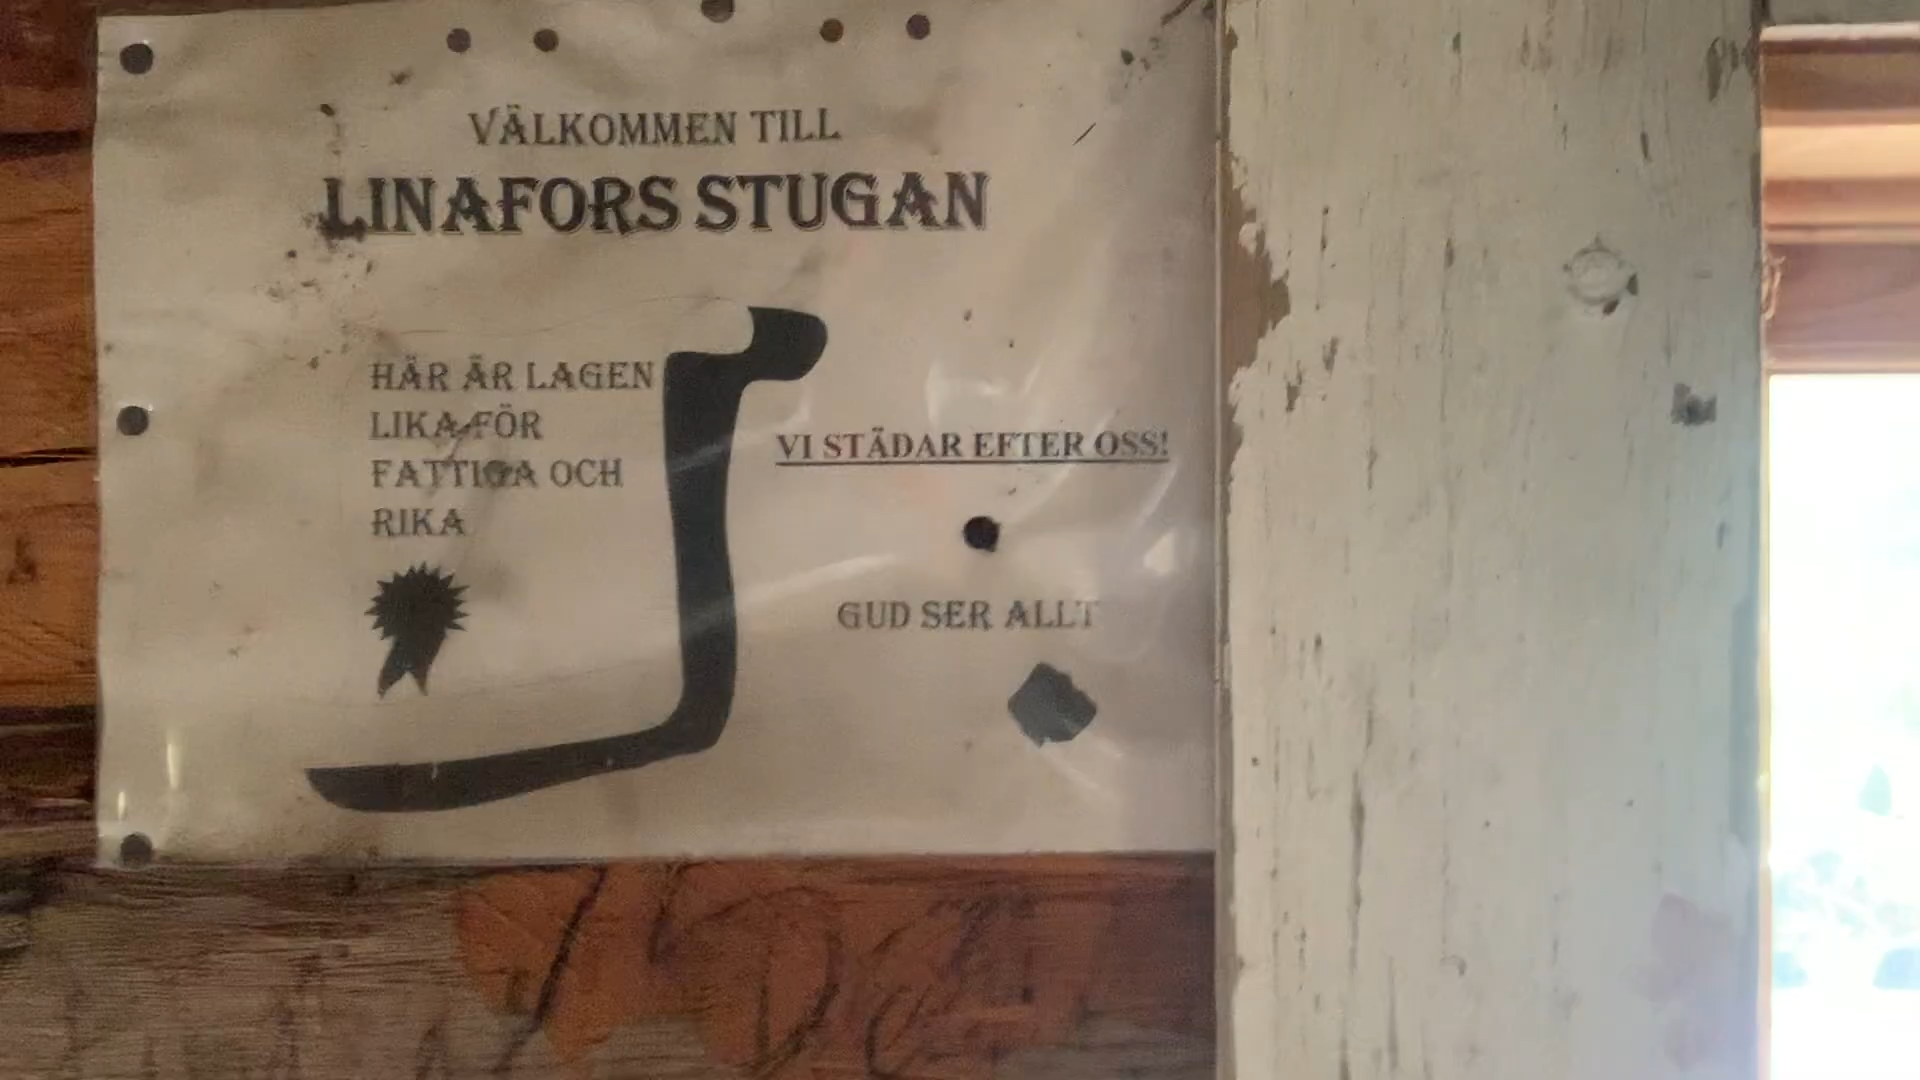 VÄLKOMMEN TILL
LINAFORS STUGAN
HÄR ÄR LAGEN
LIKA FÖR
FATTIGA OCH
RIKA
VI STÄDAR EFTER OSS!
GUD SER ALLT